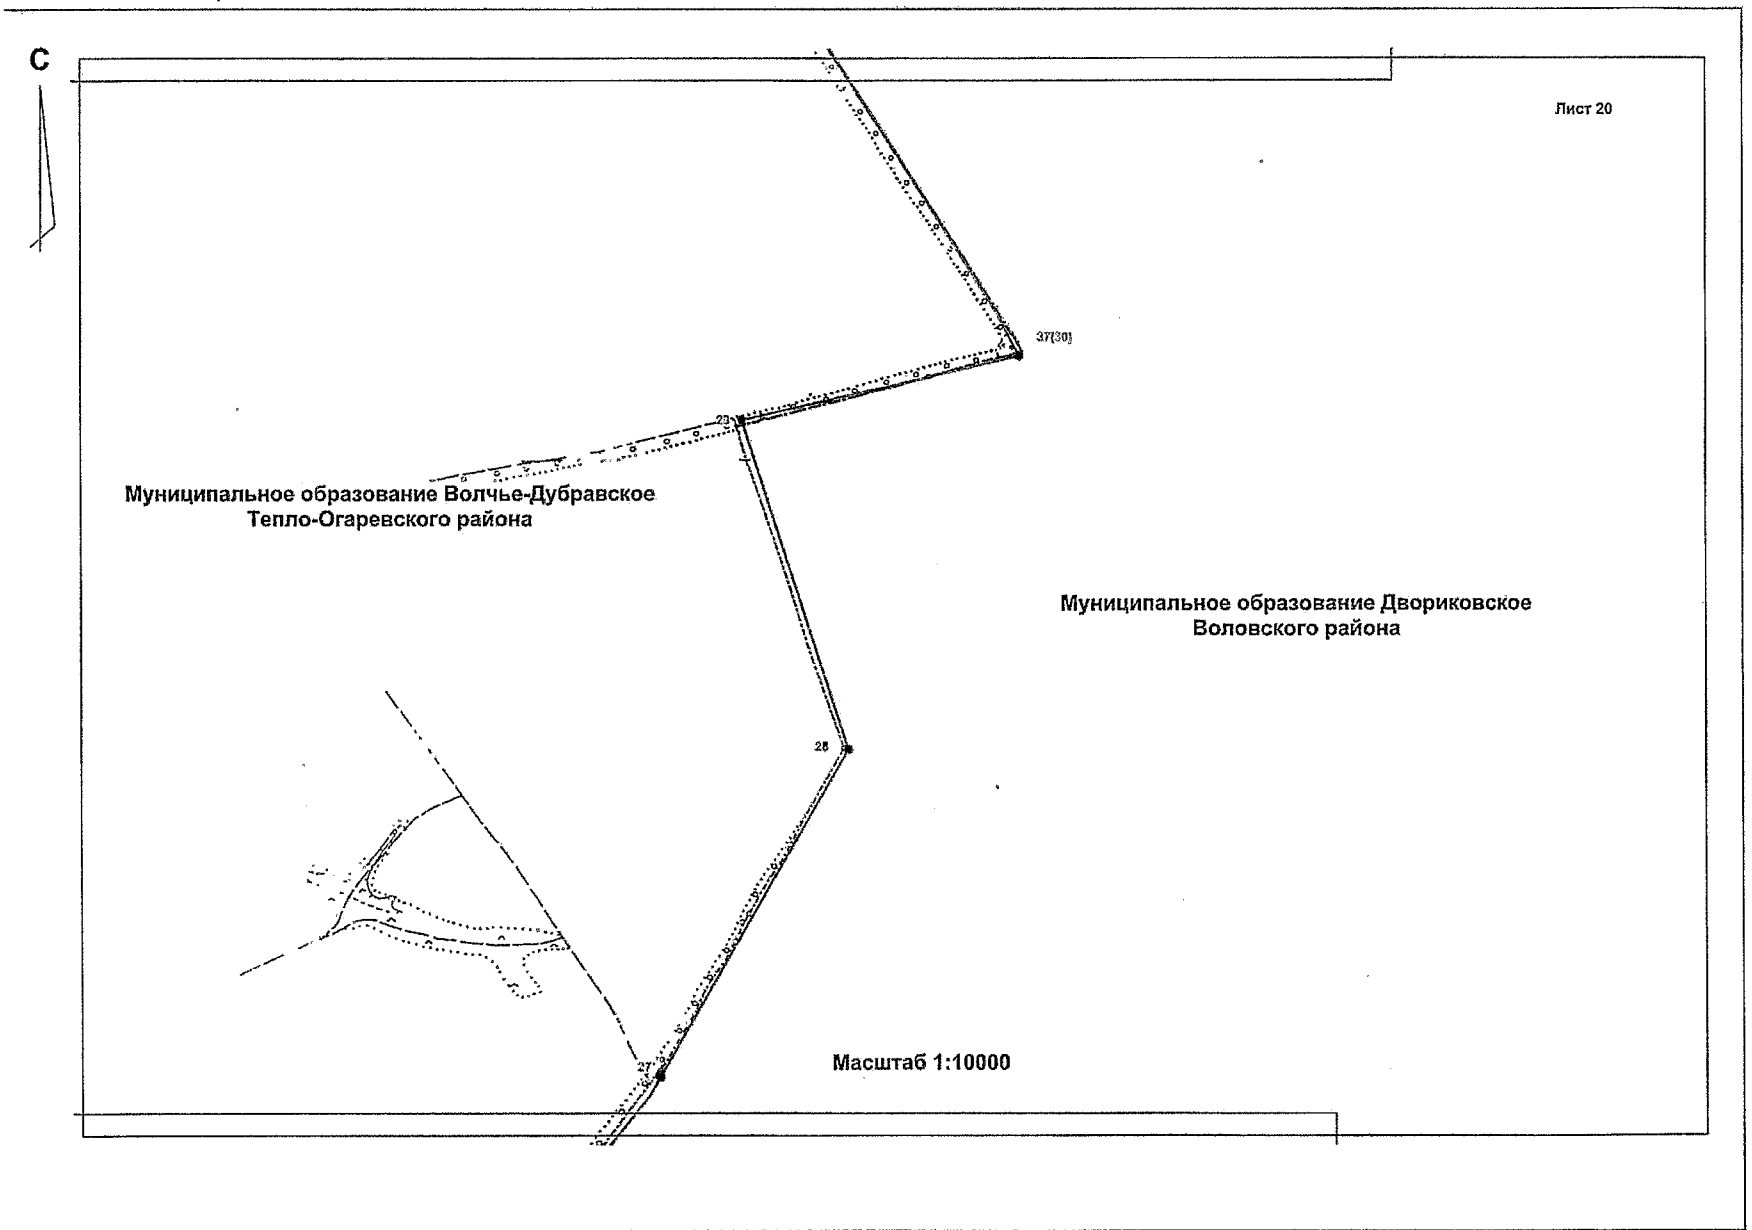 С
Лист 20
37[30]
29
Муниципальное образование Волчье-Дубравское
Тепло-Огаревского района
Муниципальное образование Двориковское
Воловского района
28
27
Масштаб 1:10000